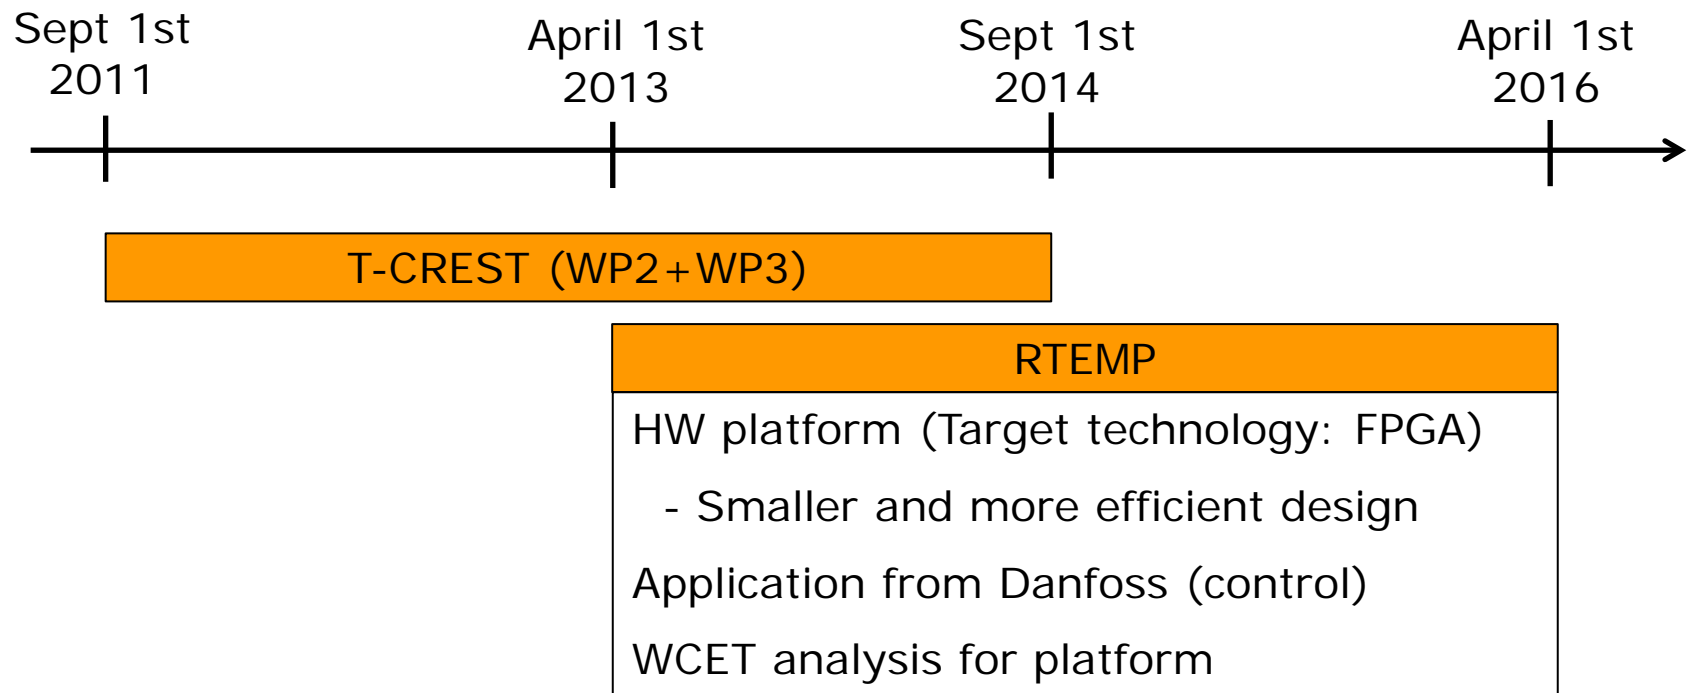 Sept 1st
2011
April 1st
2013
Sept 1st
2014
April 1st
2016
T-CREST (WP2+WP3)
RTEMP
HW platform (Target technology: FPGA)
- Smaller and more efficient design
Application from Danfoss (control)
WCET analysis for platform